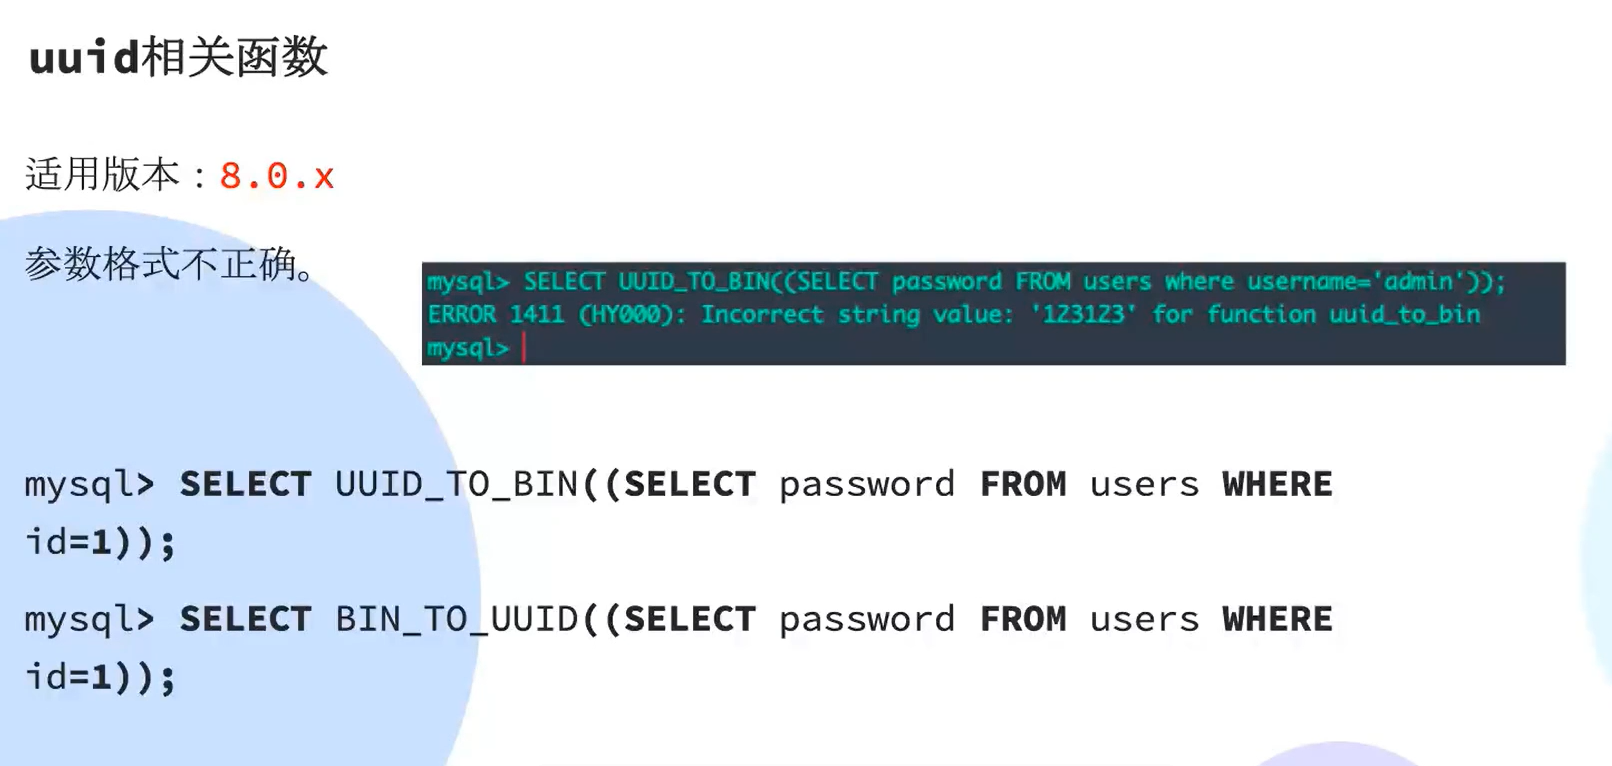 uuid相关函数
适用版本：8.0.x
参数格式不正确。
mysql> SELECT UUID_TO_BIN((SELECT password FROM users where username='admin'));
ERROR 1411 (HY000): Incorrect string value: '123123' for function uuid_to_bin
mysql>
mysql> SELECT UUID_TO_BIN((SELECT password FROM users WHERE
id=1));
mysql> SELECT BIN_TO_UUID((SELECT password FROM users WHERE
id=1));